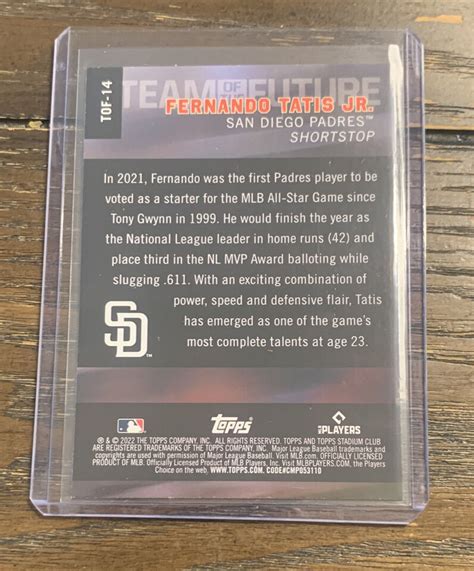 TOF-14
TEAM OF THE FUTURE
FERNANDO TATIS JR.
SAN DIEGO PADRES™
SHORTSTOP
In 2021, Fernando was the first Padres player to be
voted as a starter for the MLB All-Star Game since
Tony Gwynn in 1999. He would finish the year as
the National League leader in home runs (42) and
place third in the NL MVP Award balloting while
slugging .611. With an exciting combination of
power, speed and defensive flair, Tatis
has emerged as one of the game's
most complete talents at age 23.
SD™
topps
MLB PLAYERS
® & © 2022 THE TOPPS COMPANY, INC. ALL RIGHTS RESERVED. TOPPS AND TOPPS STADIUM CLUB
ARE REGISTERED TRADEMARKS OF THE TOPPS COMPANY, INC. Major League Baseball trademarks and
copyrights are used with permission of Major League Baseball. Visit MLB.com. OFFICIALLY LICENSED
PRODUCT OF MLB Players, Inc. Visit MLBPLAYERS.com, the Players
Choice on the web. WWW.TOPPS.COM. CODE#CMP053110